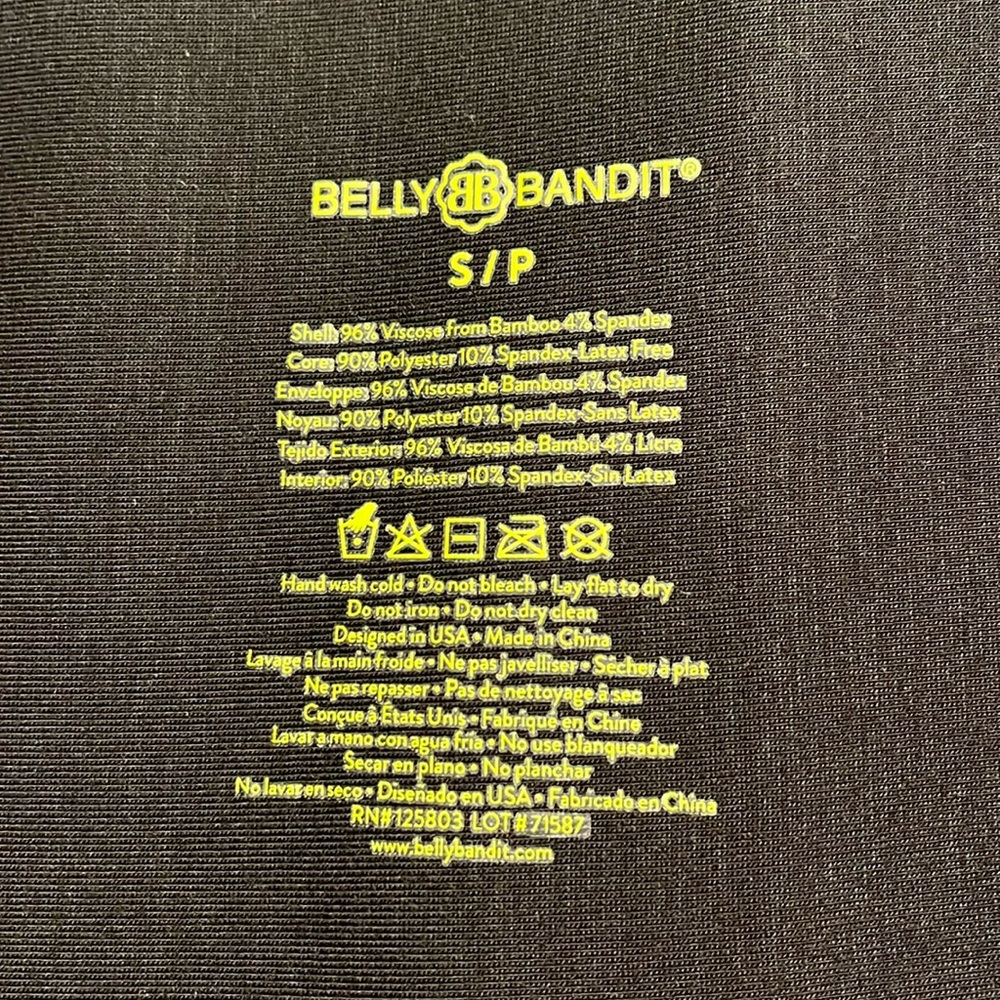 BELLY BB BANDIT®
S/P
Shell: 96% Viscose from Bamboo 4% Spandex
Core: 90% Polyester 10% Spandex-Latex Free
Enveloppe: 96% Viscose de Bambou 4% Spandex
Noyau: 90% Polyester 10% Spandex-Sans Latex
Tejido Exterior: 96% Viscosa de Bambú 4% Licra
Interior: 90% Poliéster 10% Spandex-Sin Latex
Hand wash cold • Do not bleach • Lay flat to dry
Do not iron • Do not dry clean
Designed in USA • Made in China
Lavage à la main froide • Ne pas javelliser • Sècher à plat
Ne pas repasser • Pas de nettoyage à sec
Conçue à États Unis • Fabriqué en Chine
Lavar a mano con agua fría • No use blanqueador
Secar en plano • No planchar
No lavar en seco • Diseñado en USA • Fabricado en China
RN#125803 LOT#71587
www.bellybandit.com